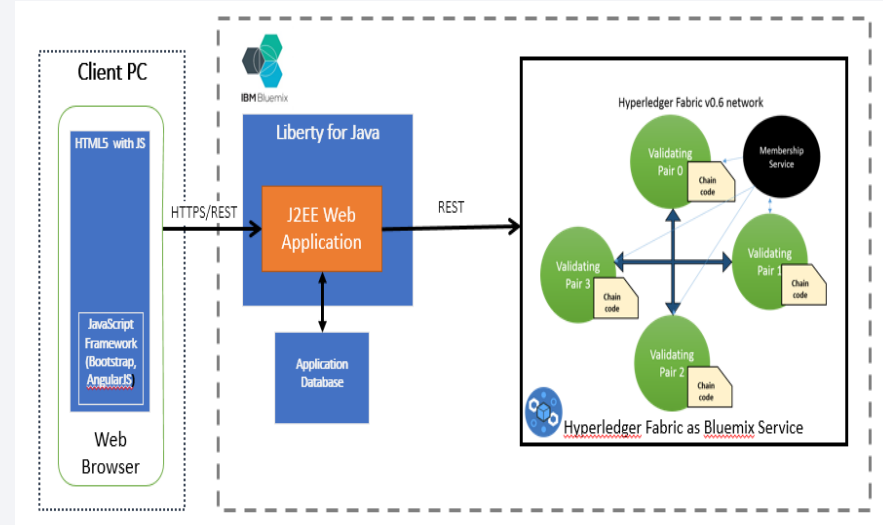 Client PC
HTML5 with JS
JavaScript
Framework
(Bootstrap,
AngularJS)
Web
Browser
HTTPS/REST
IBM Bluemix
Liberty for Java
J2EE Web
Application
Application
Database
REST
Hyperledger Fabric v0.6 network
Validating
Pair 0
Chain
code
Membership
Service
Validating
Pair 3
Chain
code
Validating
Pair 1
Chain
code
Validating
Pair 2
Chain
code
Hyperledger Fabric as Bluemix Service